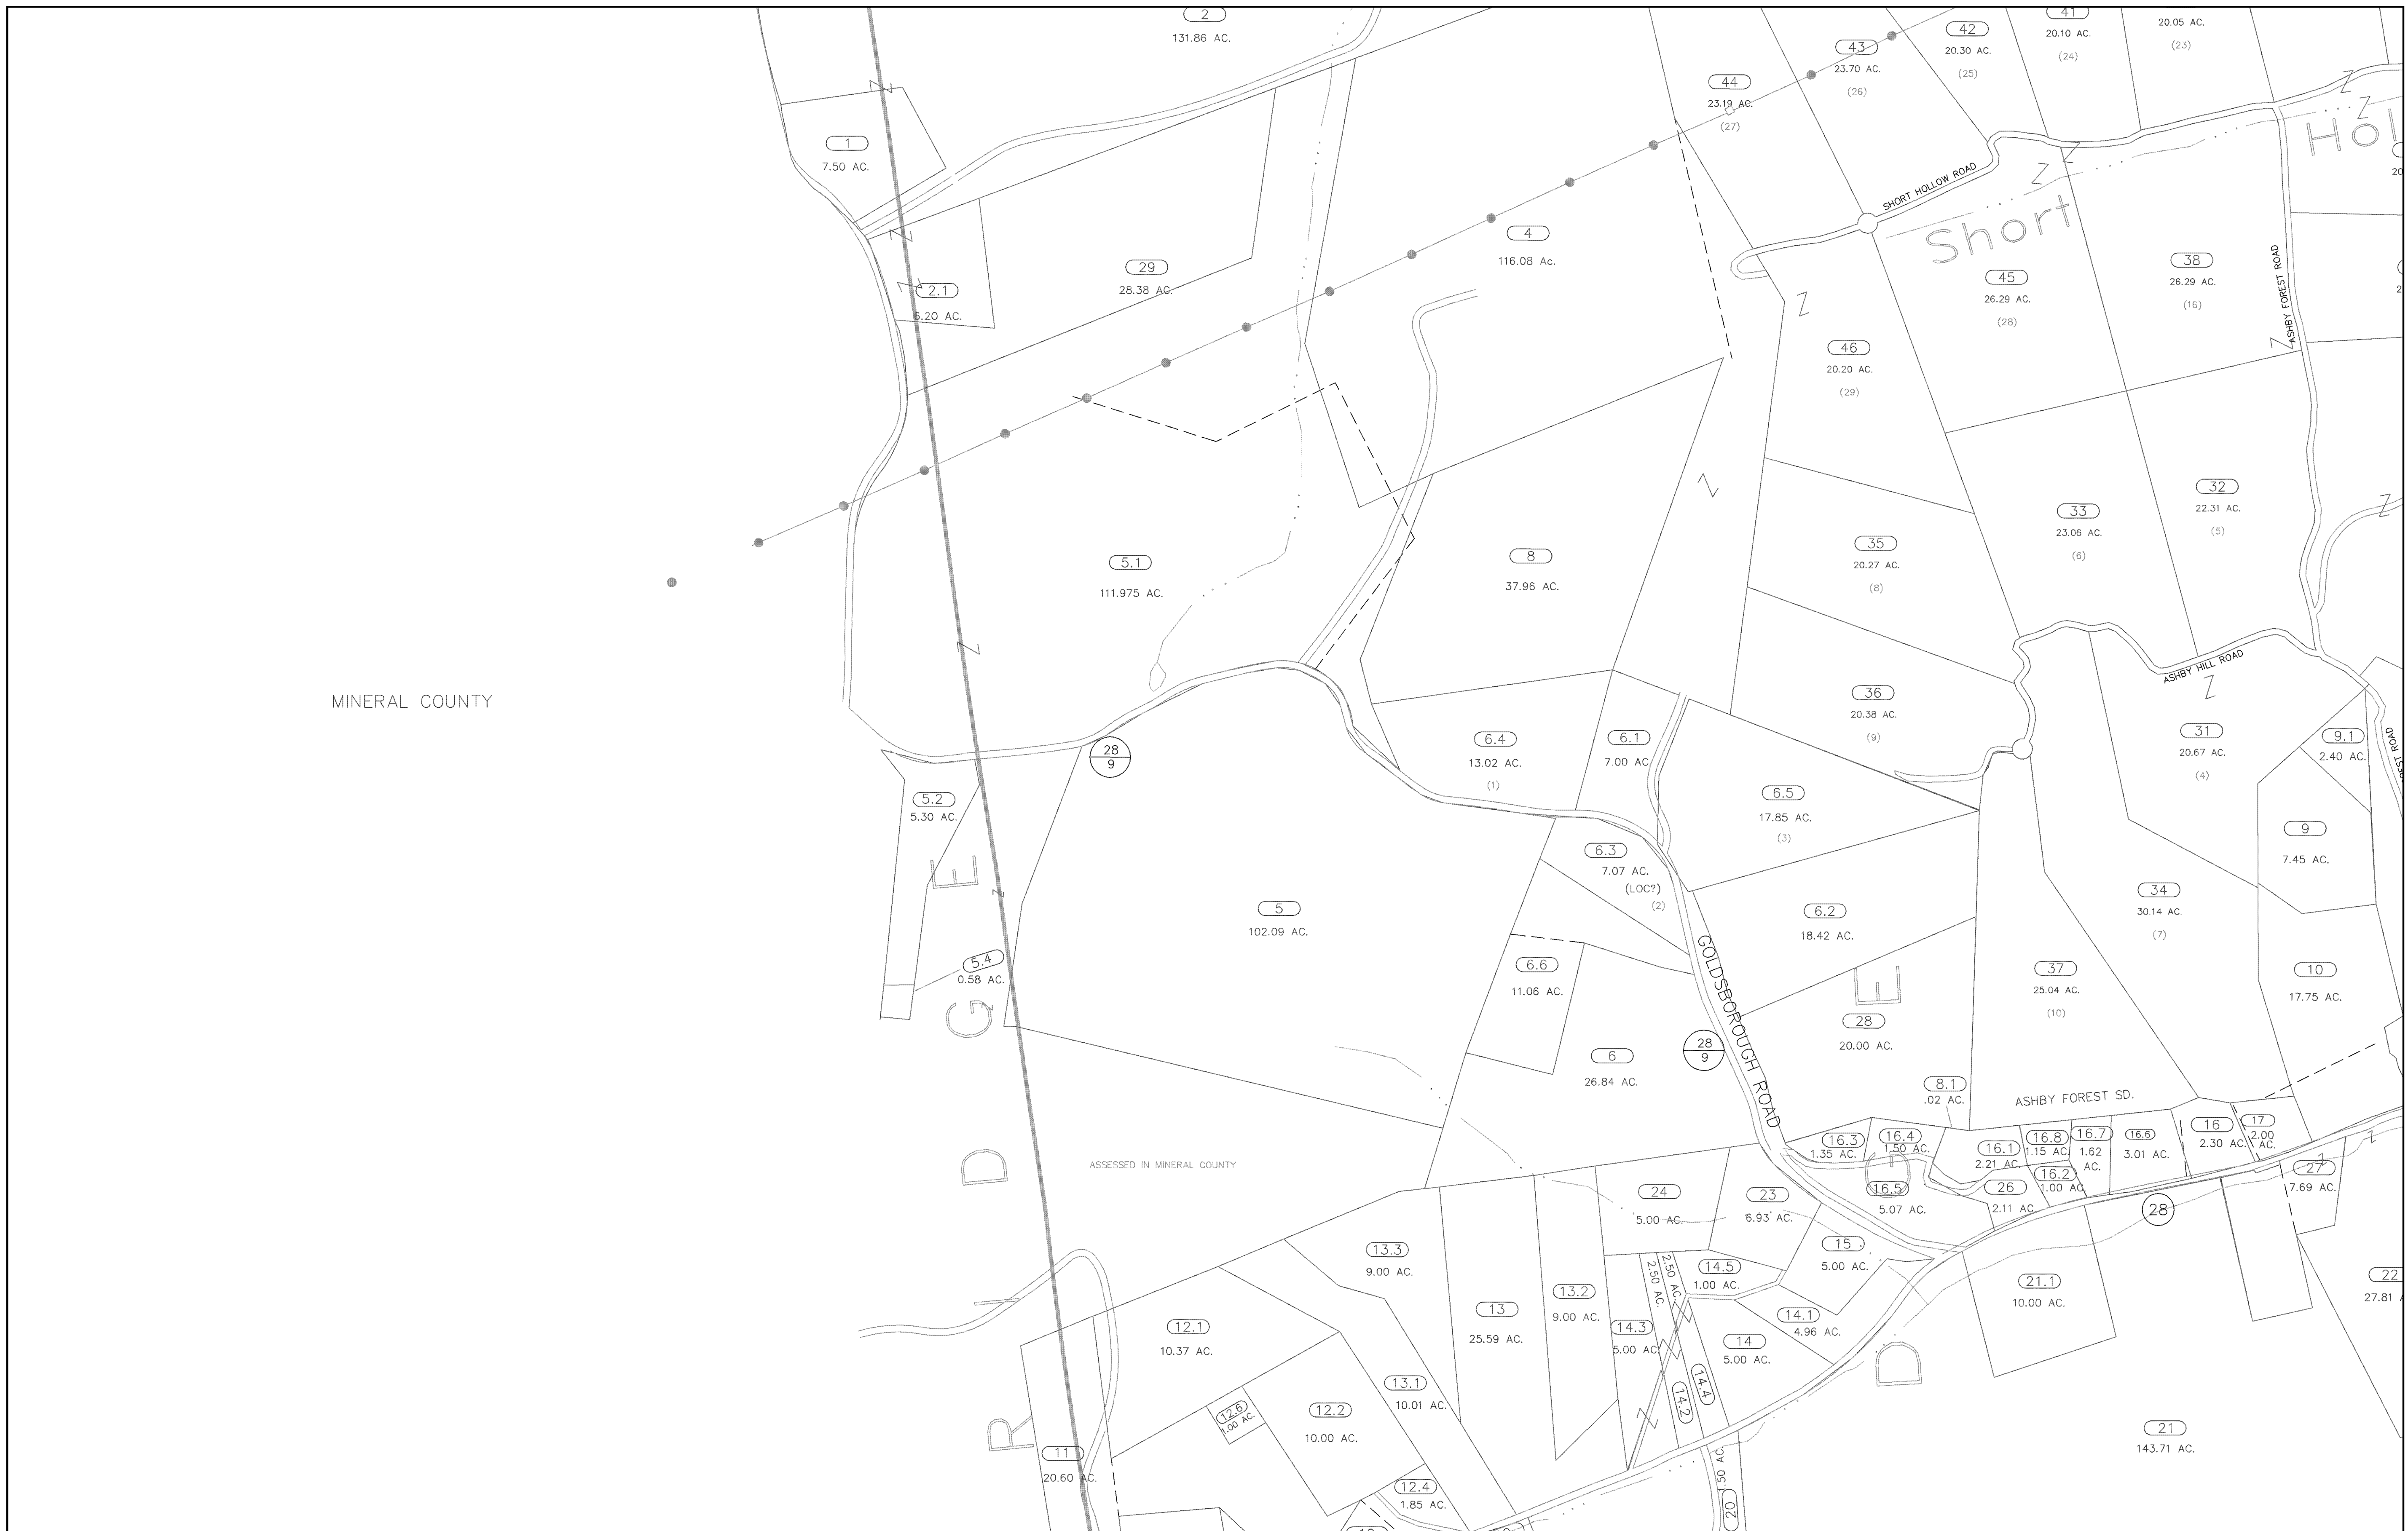 2
131.86 AC.
41
20.10 AC.
(24)
20.05 AC.
(23)
42
20.30 AC.
(25)
43
23.70 AC.
(26)
44
23.19 AC.
(27)
1
7.50 AC.
Hol
SHORT HOLLOW ROAD
Short
4
116.08 Ac.
29
28.38 AC.
2.1
6.20 AC.
45
26.29 AC.
(28)
38
26.29 AC.
(16)
ASHBY FOREST ROAD
46
20.20 AC.
(29)
32
22.31 AC.
(5)
33
23.06 AC.
(6)
35
20.27 AC.
(8)
8
37.96 AC.
5.1
111.975 AC.
ASHBY HILL ROAD
MINERAL COUNTY
36
20.38 AC.
(9)
31
20.67 AC.
(4)
9.1
2.40 AC.
6.4
13.02 AC.
(1)
6.1
7.00 AC
28
9
5.2
5.30 AC.
6.5
17.85 AC.
(3)
9
7.45 AC.
6.3
7.07 AC.
(LOC?)
(2)
5
102.09 AC.
6.2
18.42 AC.
34
30.14 AC.
(7)
5.4
0.58 AC.
6.6
11.06 AC.
GOLDSBOROUGH ROAD
37
25.04 AC.
(10)
10
17.75 AC.
28
20.00 AC.
28
9
6
26.84 AC.
8.1
.02 AC.
ASHBY FOREST SD.
16.3
1.35 AC.
16.4
1.50 AC.
16.1
2.21 AC.
16.8
1.15 AC.
16.7
1.62
AC.
16.6
3.01 AC.
16
2.30 AC.
17
2.00
AC.
ASSESSED IN MINERAL COUNTY
16.2
1.00 AC
16.5
5.07 AC.
26
2.11 AC
27
7.69 AC.
28
24
5.00 AC.
23
6.93 AC.
15
5.00 AC.
13.3
9.00 AC.
2.50 AC.
2.50 AC.
14.5
1.00 AC.
21.1
10.00 AC.
22
27.81
13.2
9.00 AC.
13
25.59 AC.
14.3
5.00 AC.
14.1
4.96 AC.
14
5.00 AC.
12.1
10.37 AC.
13.1
10.01 AC.
14.2
14.4
12.6
1.00 AC.
12.2
10.00 AC.
21
143.71 AC.
11
20.60 AC.
12.4
1.85 AC.
.50 AC
20
R I D G E
D G E